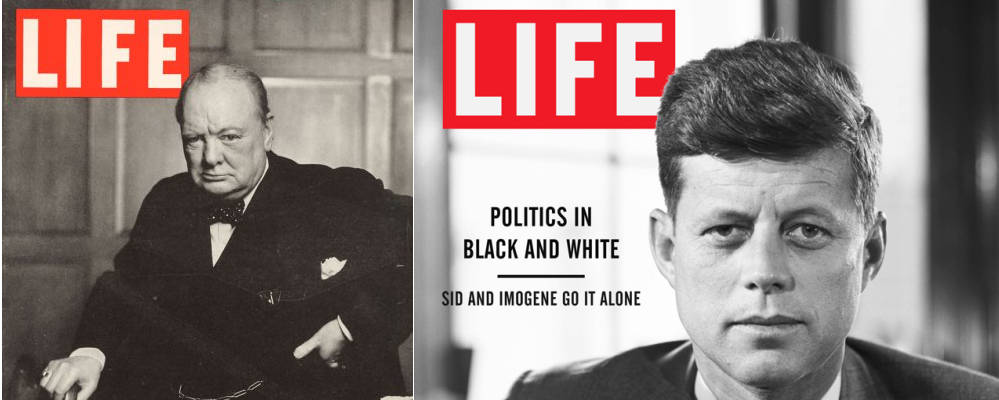 LIFE
LIFE
POLITICS IN
BLACK AND WHITE
SID AND IMOGENE GO IT ALONE